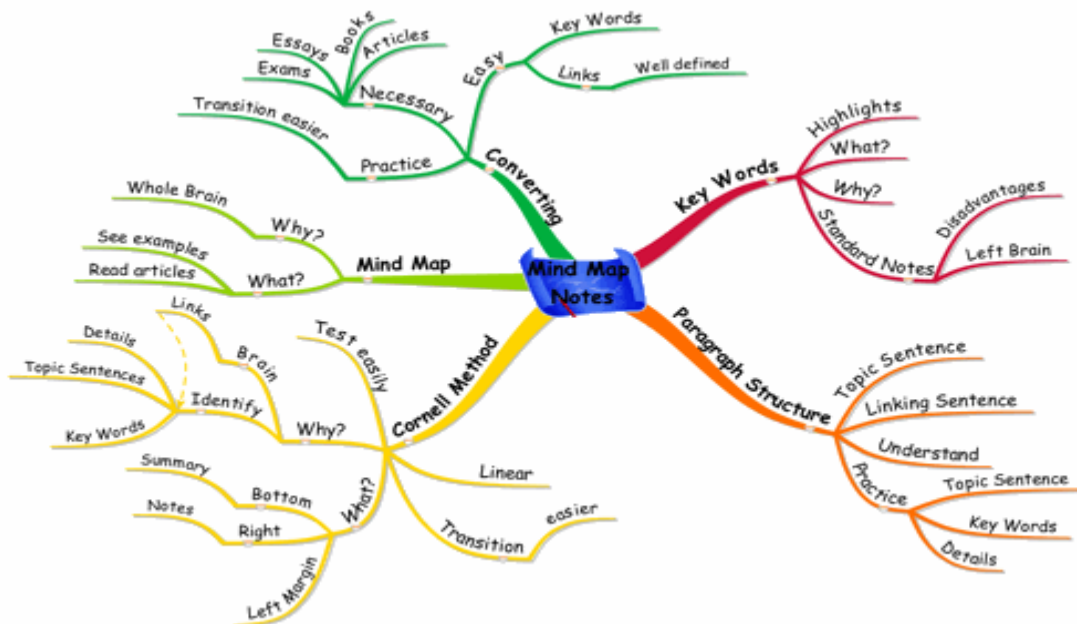 Mind Map
Notes
Converting
Easy
Key Words
Links
Well defined
Necessary
Books
Articles
Essays
Exams
Practice
Transition easier
Key Words
Highlights
What?
Why?
Standard Notes
Disadvantages
Left Brain
Paragraph Structure
Topic Sentence
Linking Sentence
Understand
Practice
Topic Sentence
Key Words
Details
Cornell Method
Test easily
Linear
Transition
easier
Why?
Brain
Links
Identify
Details
Topic Sentences
Key Words
What?
Bottom
Summary
Right
Notes
Left Margin
Mind Map
Why?
Whole Brain
What?
See examples
Read articles